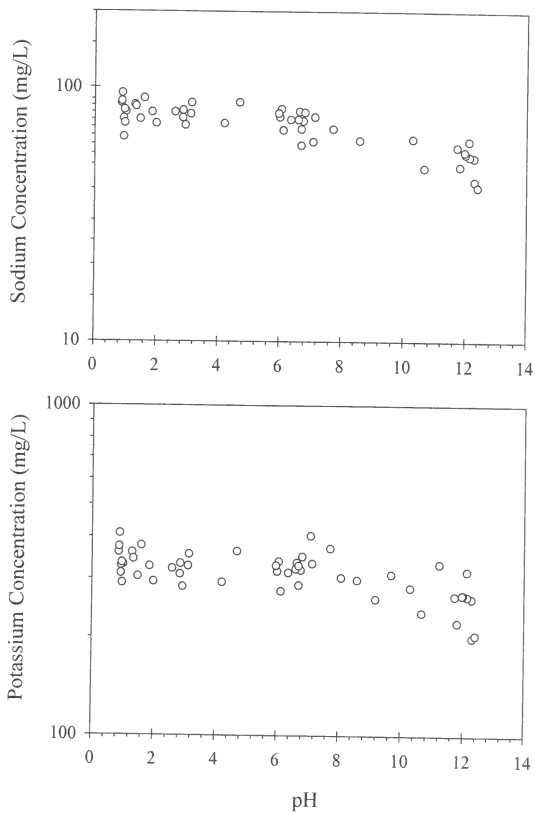 Sodium Concentration (mg/L)
100
10
0 2 4 6 8 10 12 14
Potassium Concentration (mg/L)
1000
100
0 2 4 6 8 10 12 14
pH